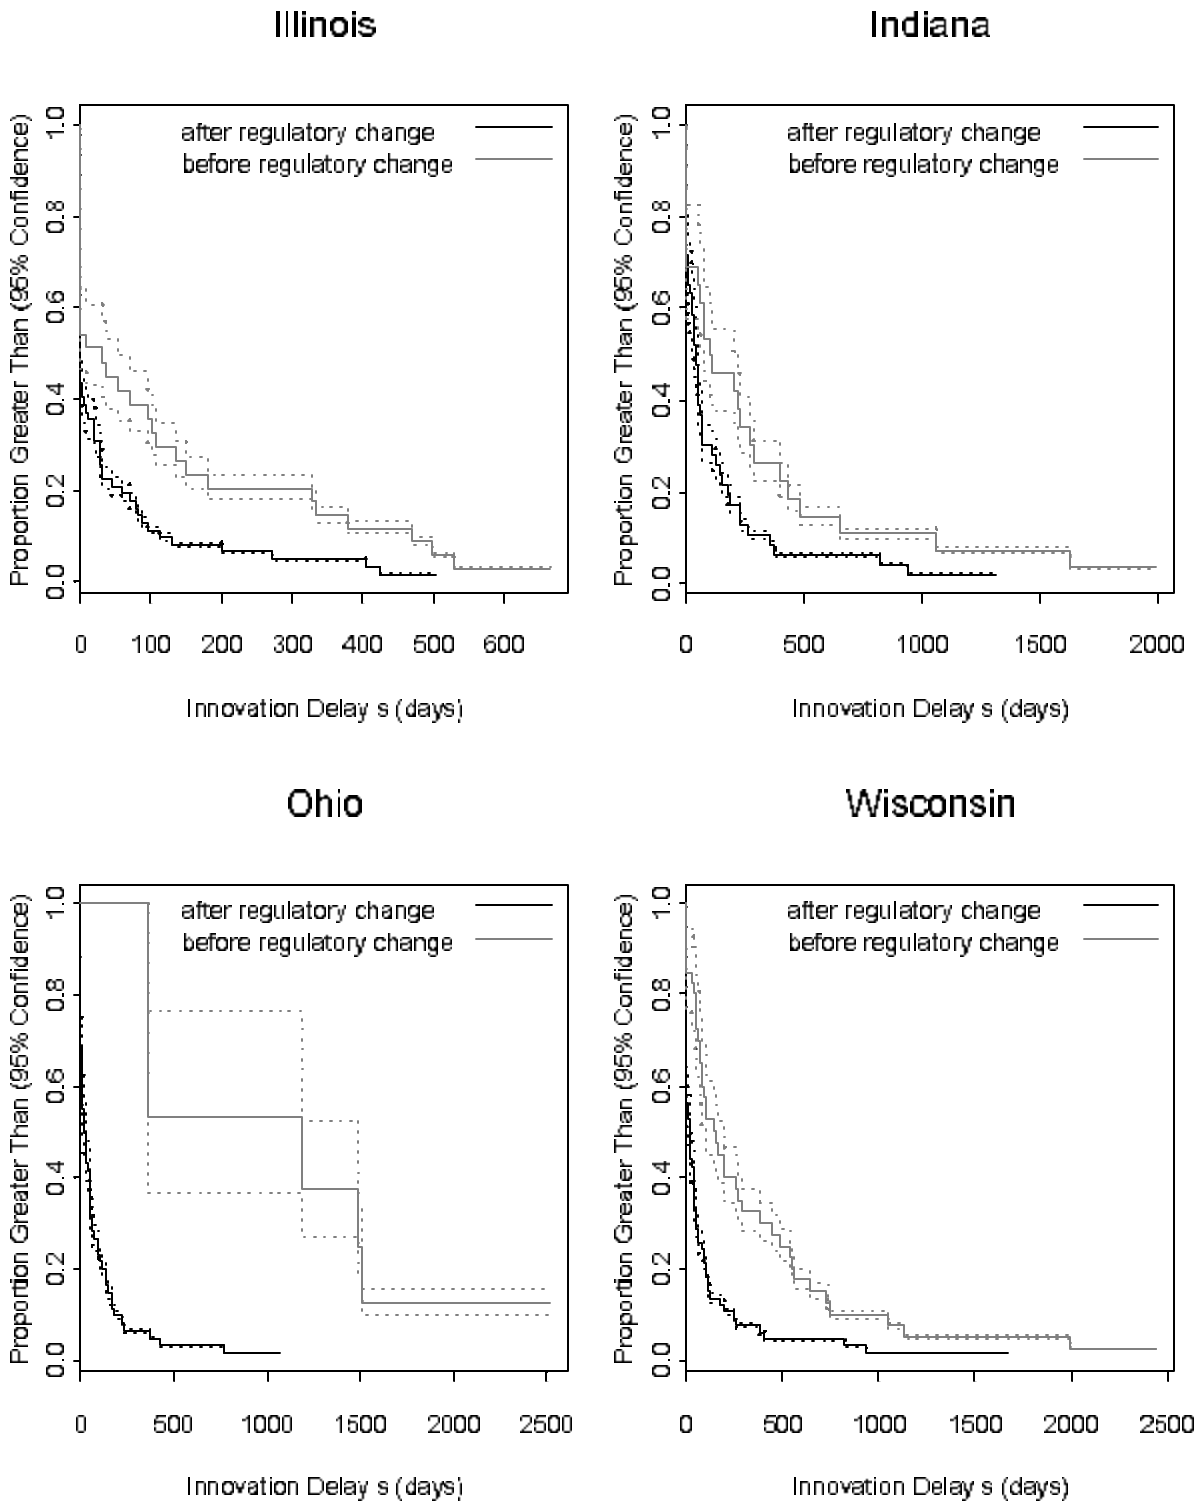 Illinois
Indiana
Proportion Greater Than (95% Confidence)
1.0
0.8
0.6
0.4
0.2
0.0
after regulatory change
before regulatory change
0 100 200 300 400 500 600
Innovation Delay s (days)
Proportion Greater Than (95% Confidence)
1.0
0.8
0.6
0.4
0.2
0.0
after regulatory change
before regulatory change
0 500 1000 1500 2000
Innovation Delay s (days)
Ohio
Wisconsin
Proportion Greater Than (95% Confidence)
1.0
0.8
0.6
0.4
0.2
0.0
after regulatory change
before regulatory change
0 500 1000 1500 2000 2500
Innovation Delay s (days)
Proportion Greater Than (95% Confidence)
1.0
0.8
0.6
0.4
0.2
0.0
after regulatory change
before regulatory change
0 500 1000 1500 2000 2500
Innovation Delay s (days)